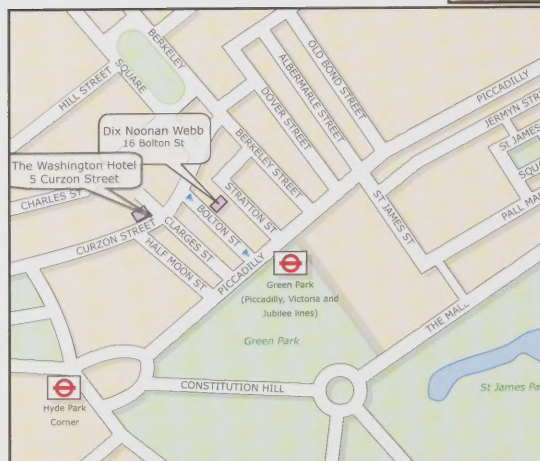 BERKELEY
SQUARE
HILL STREET
OLD BOND STREET
ALBERMARLE STREET
DOVER STREET
PICCADILLY
JERMYN STR
Dix Noonan Webb
16 Bolton St
BERKELEY STREET
ST JAMES
SQUA
The Washington Hotel
5 Curzon Street
CHARLES ST
STRATTON ST
BOLTON ST
CLARGES ST
HALF MOON ST
CURZON STREET
ST JAMES ST
PALL MA
PICCADILLY
Green Park
(Piccadilly, Victoria and
Jubilee lines)
THE MALL
Green Park
CONSTITUTION HILL
St James Pa
Hyde Park
Corner